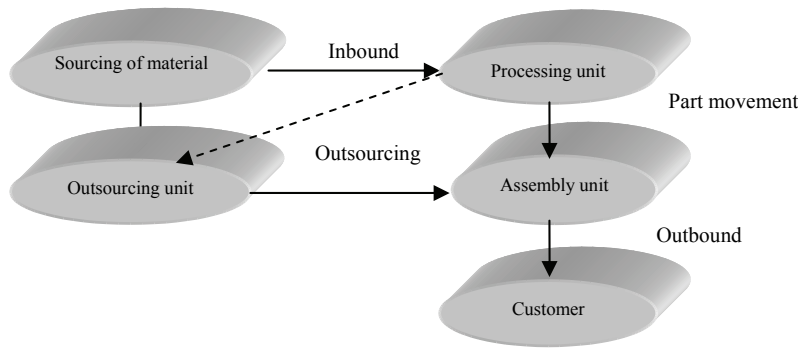 Sourcing of material
Inbound
Processing unit
Part movement
Outsourcing unit
Outsourcing
Assembly unit
Outbound
Customer